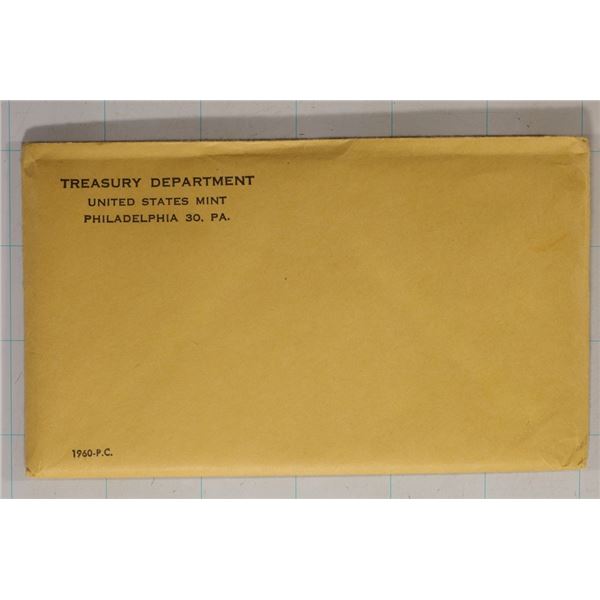 TREASURY DEPARTMENT
UNITED STATES MINT
PHILADELPHIA 30. PA.
1960-P.C.